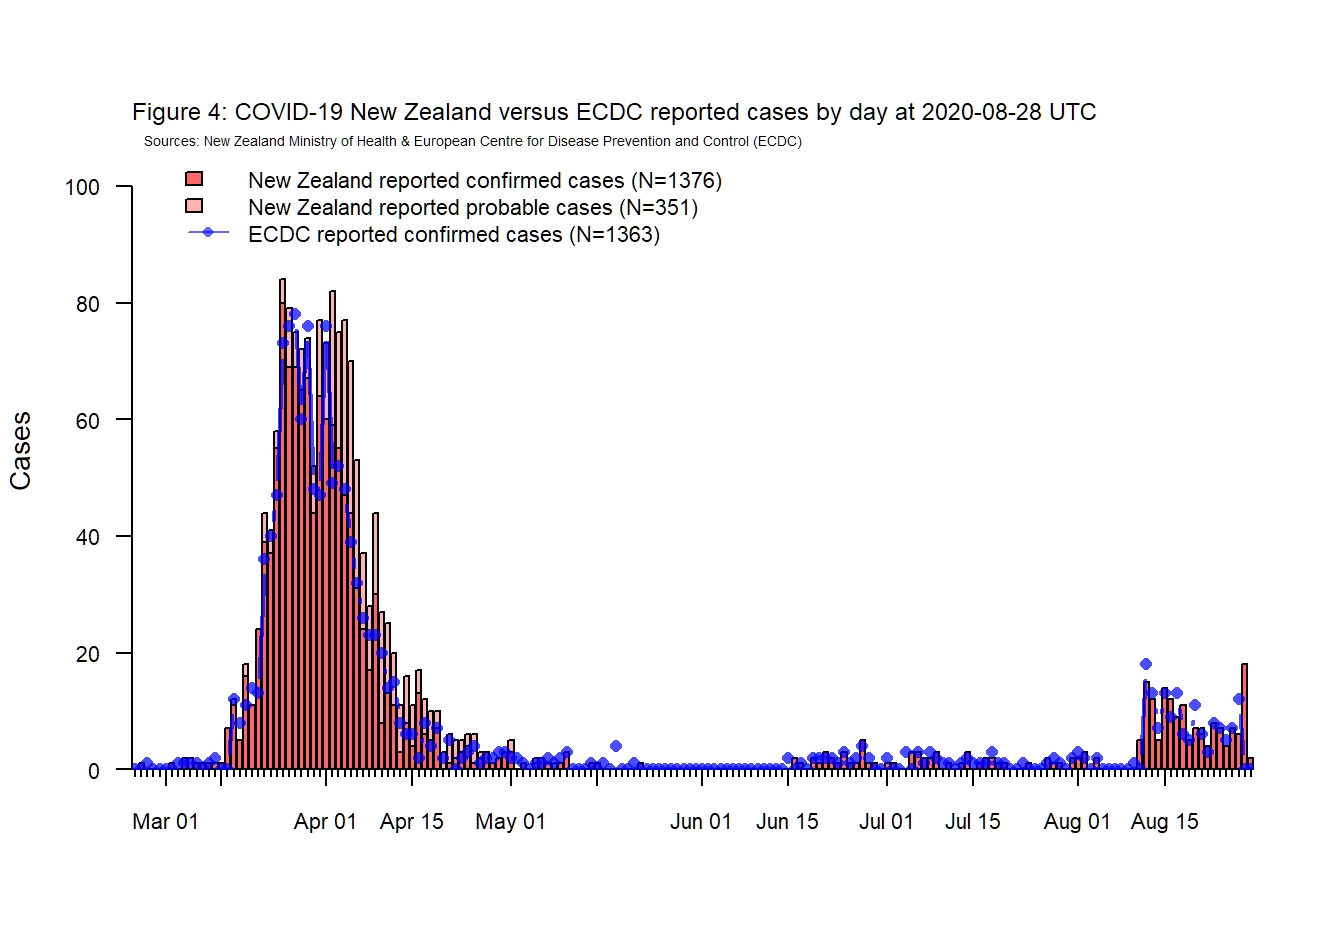 Figure 4: COVID-19 New Zealand versus ECDC reported cases by day at 2020-08-28 UTC
Sources: New Zealand Ministry of Health & European Centre for Disease Prevention and Control (ECDC)
New Zealand reported confirmed cases (N=1376)
New Zealand reported probable cases (N=351)
ECDC reported confirmed cases (N=1363)
100
80
60
40
20
0
Cases
Mar 01 Apr 01 Apr 15 May 01 Jun 01 Jun 15 Jul 01 Jul 15 Aug 01 Aug 15